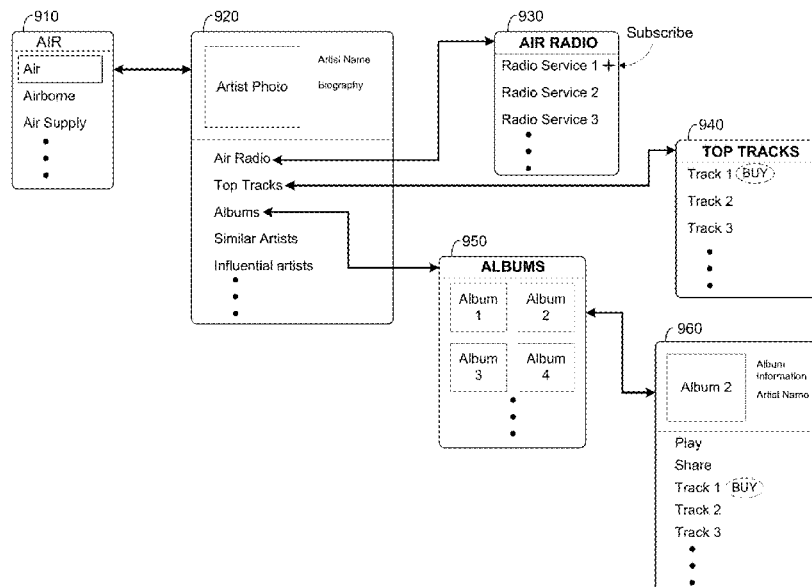 910
AIR
Air
Airborne
Air Supply
920
Artist Photo
Artist Name
Biography
Air Radio
Top Tracks
Albums
Similar Artists
Influential artists
930
AIR RADIO
Radio Service 1 +
Radio Service 2
Radio Service 3
Subscribe
940
TOP TRACKS
Track 1 BUY
Track 2
Track 3
950
ALBUMS
Album 1
Album 2
Album 3
Album 4
960
Album 2
Album Information
Artist Name
Play
Share
Track 1 BUY
Track 2
Track 3